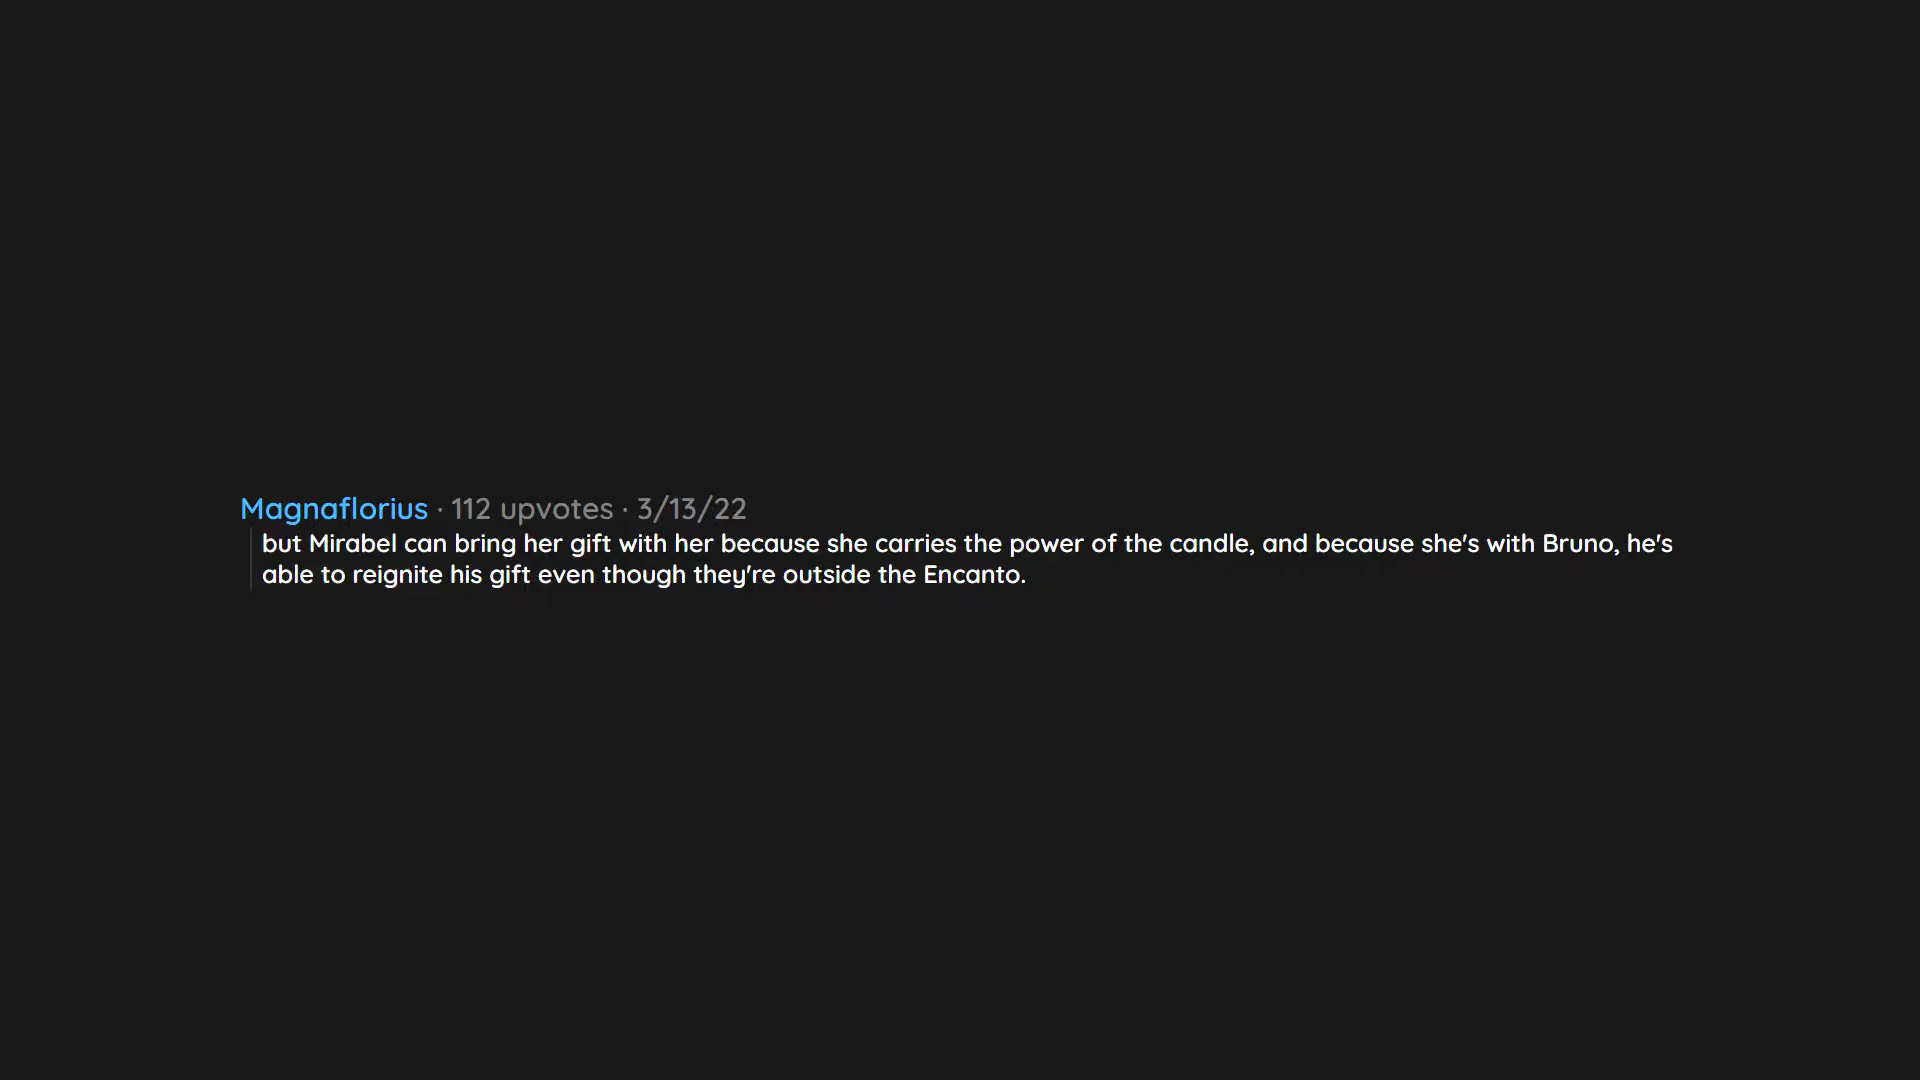 Magnaflorius · 112 upvotes · 3/13/22
but Mirabel can bring her gift with her because she carries the power of the candle, and because she's with Bruno, he's
able to reignite his gift even though they're outside the Encanto.